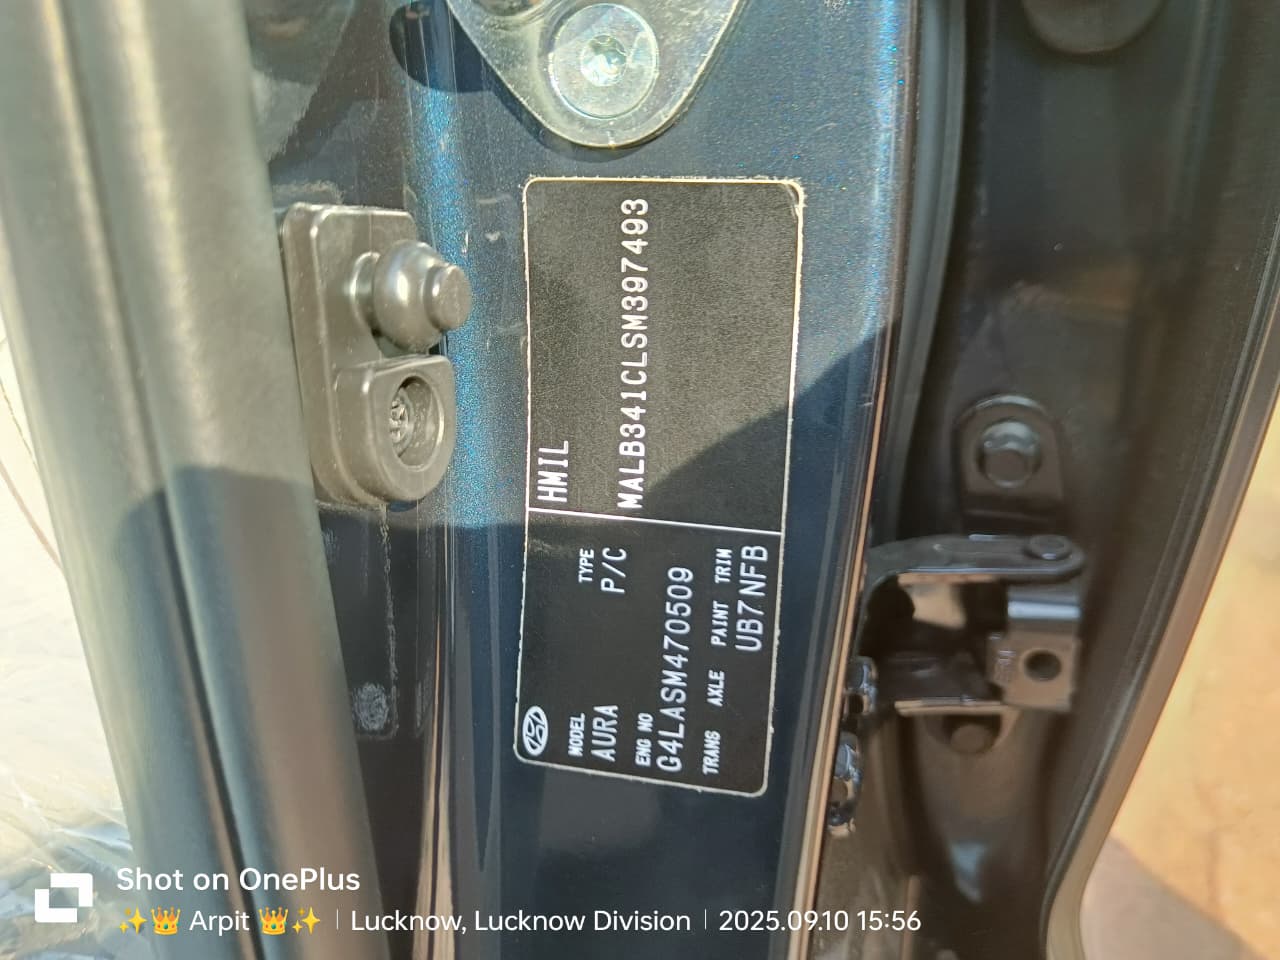 HMIL
MALB341CLSM397493
MODEL TYPE
AURA P/C
ENG NO
G4LASM470509
TRANS AXLE PAINT TRIM
UB7 NFB
Shot on OnePlus
✨👑 Arpit 👑✨ | Lucknow, Lucknow Division | 2025.09.10 15:56